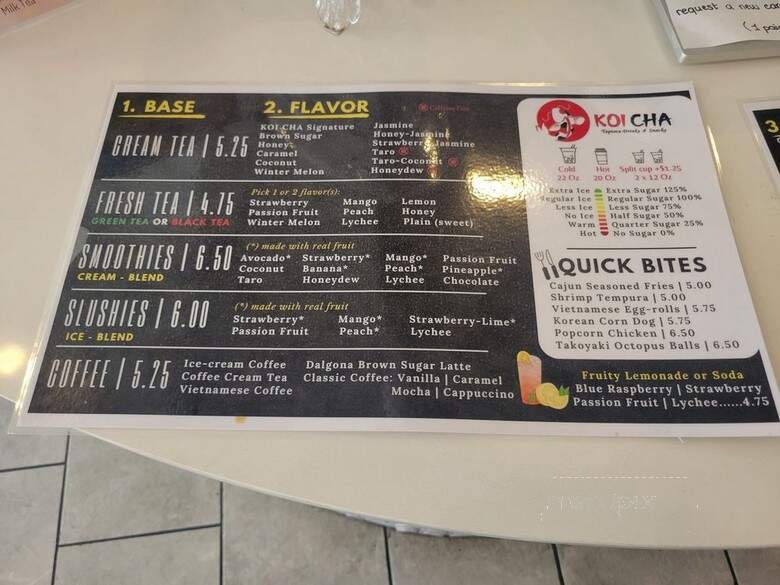 Milk Tea
request a new
1. BASE
2. FLAVOR
Caffeine Free
CREAM TEA | 5.25
KOI CHA Signature
Brown Sugar
Honey
Caramel
Coconut
Winter Melon
Jasmine
Honey-Jasmine
Strawberry-Jasmine
Taro
Taro-Coconut
Honeydew
FRESH TEA | 4.75
GREEN TEA OR BLACK TEA
Pick 1 or 2 flavor(s):
Strawberry Mango Lemon
Passion Fruit Peach Honey
Winter Melon Lychee Plain (sweet)
SMOOTHIES | 6.50
CREAM - BLEND
(*) made with real fruit
Avocado* Strawberry* Mango* Passion Fruit
Coconut Banana* Peach* Pineapple*
Taro Honeydew Lychee Chocolate
SLUSHIES | 6.00
ICE - BLEND
(*) made with real fruit
Strawberry* Mango* Strawberry-Lime*
Passion Fruit Peach* Lychee
COFFEE | 5.25
Ice-cream Coffee Dalgona Brown Sugar Latte
Coffee Cream Tea Classic Coffee: Vanilla | Caramel
Vietnamese Coffee Mocha | Cappuccino
KOI CHA
Tapioca Drinks & Snacks
Cold Hot Split cup +$1.25
22 Oz 20 Oz 2 x 12 Oz
Extra Ice Extra Sugar 125%
Regular Ice Regular Sugar 100%
Less Ice Less Sugar 75%
No Ice Half Sugar 50%
Warm Quarter Sugar 25%
Hot No Sugar 0%
QUICK BITES
Cajun Seasoned Fries | 5.00
Shrimp Tempura | 5.00
Vietnamese Egg-rolls | 5.75
Korean Corn Dog | 5.75
Popcorn Chicken | 6.50
Takoyaki Octopus Balls | 6.50
Fruity Lemonade or Soda
Blue Raspberry | Strawberry
Passion Fruit | Lychee......4.75
3.